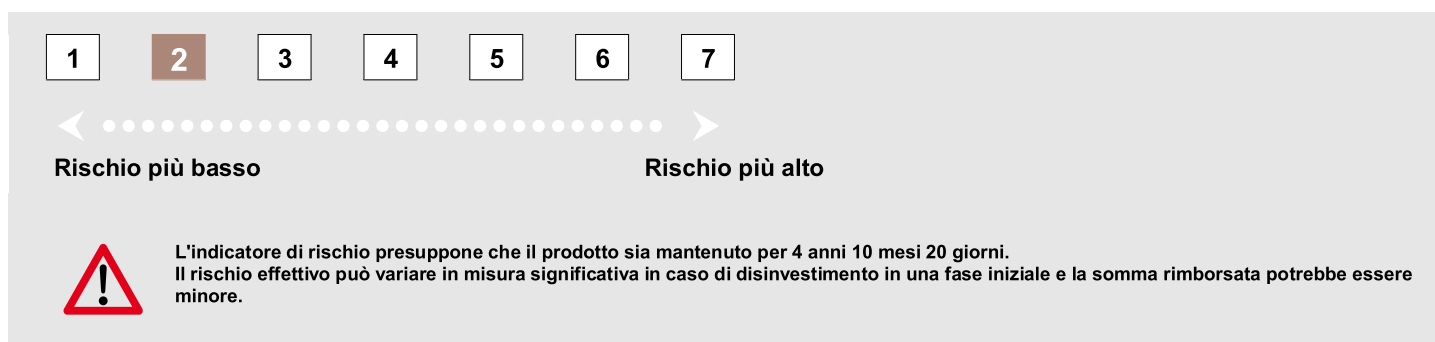 1 2 3 4 5 6 7
Rischio più basso Rischio più alto
L'indicatore di rischio presuppone che il prodotto sia mantenuto per 4 anni 10 mesi 20 giorni.
Il rischio effettivo può variare in misura significativa in caso di disinvestimento in una fase iniziale e la somma rimborsata potrebbe essere
minore.